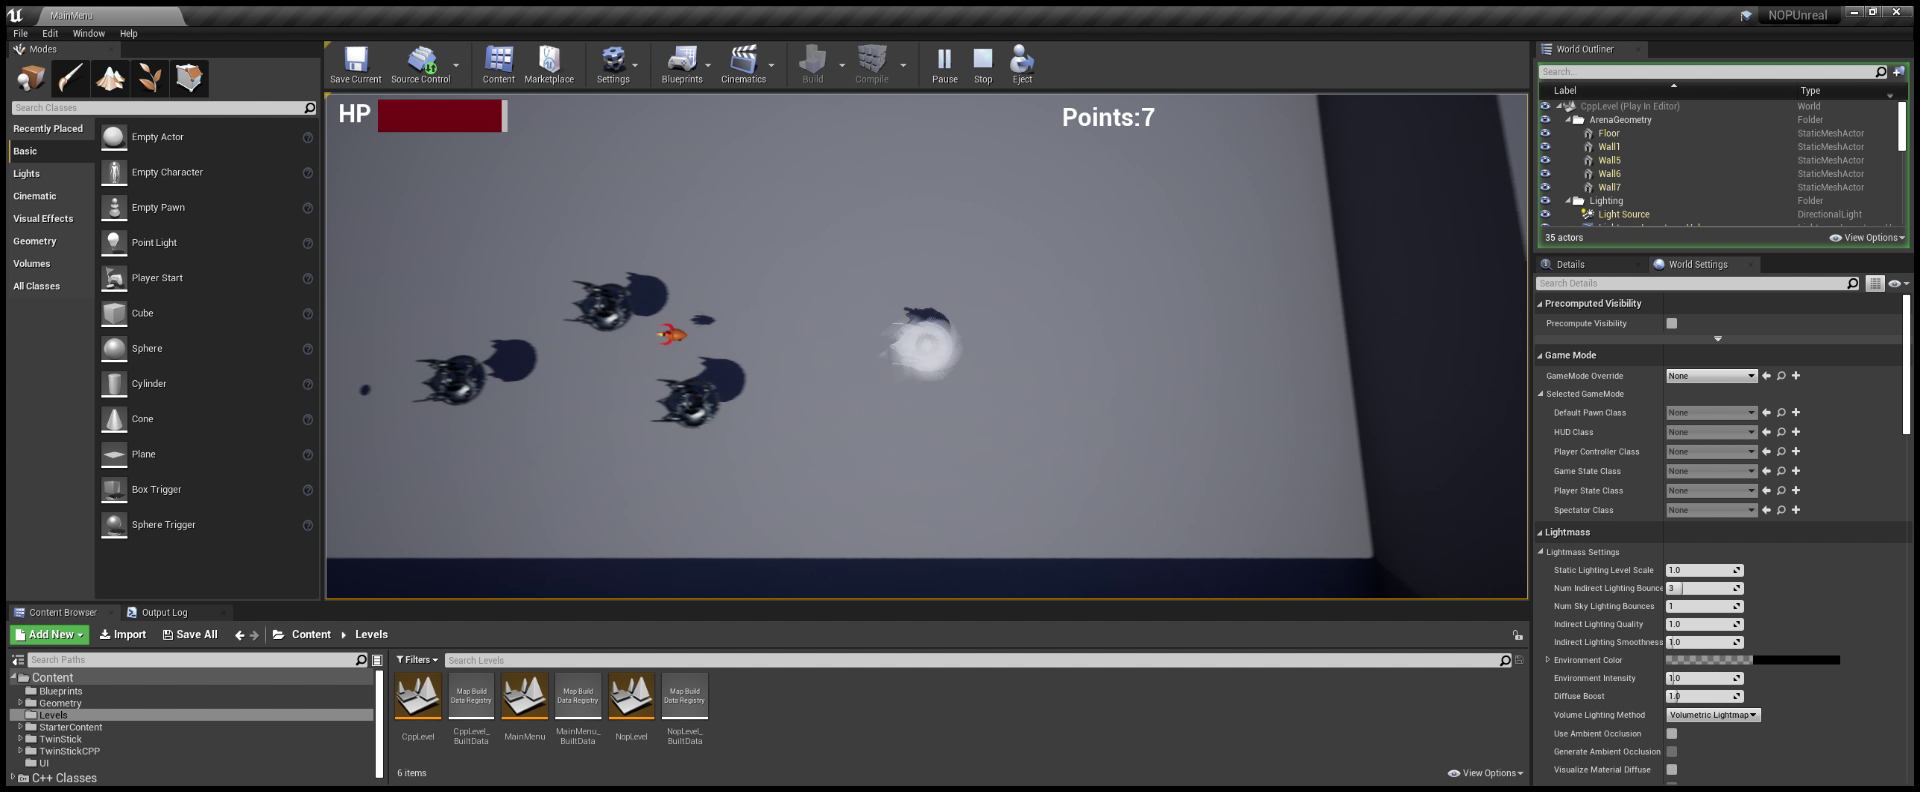 MainMenu
NOPUnreal
File Edit Window Help
Modes
Search Classes
Recently Placed
Basic
Lights
Cinematic
Visual Effects
Geometry
Volumes
All Classes
Empty Actor
Empty Character
Empty Pawn
Point Light
Player Start
Cube
Sphere
Cylinder
Cone
Plane
Box Trigger
Sphere Trigger
Save Current Source Control Content Marketplace Settings Blueprints Cinematics Build Compile Pause Stop Eject
HP
Points:7
World Outliner
Search...
Label Type
CppLevel (Play In Editor) World
ArenaGeometry Folder
Floor StaticMeshActor
Wall1 StaticMeshActor
Wall5 StaticMeshActor
Wall6 StaticMeshActor
Wall7 StaticMeshActor
Lighting Folder
Light Source DirectionalLight
35 actors View Options
Details World Settings
Search Details
Precomputed Visibility
Precompute Visibility
Game Mode
GameMode Override None
Selected GameMode
Default Pawn Class None
HUD Class None
Player Controller Class None
Game State Class None
Player State Class None
Spectator Class None
Lightmass
Lightmass Settings
Static Lighting Level Scale 1.0
Num Indirect Lighting Bounce 3
Num Sky Lighting Bounces 1
Indirect Lighting Quality 1.0
Indirect Lighting Smoothness 1.0
Environment Color
Environment Intensity 1.0
Diffuse Boost 1.0
Volume Lighting Method Volumetric Lightmap
Use Ambient Occlusion
Generate Ambient Occlusion
Visualize Material Diffuse
Content Browser Output Log
Add New Import Save All Content Levels
Search Paths
Content
Blueprints
Geometry
Levels
StarterContent
TwinStick
TwinStickCPP
UI
C++ Classes
Filters Search Levels
Map Build
Data Registry
Map Build
Data Registry
Map Build
Data Registry
CppLevel
CppLevel_
BuiltData
MainMenu
MainMenu_
BuiltData
NopLevel
NopLevel_
BuiltData
6 items View Options